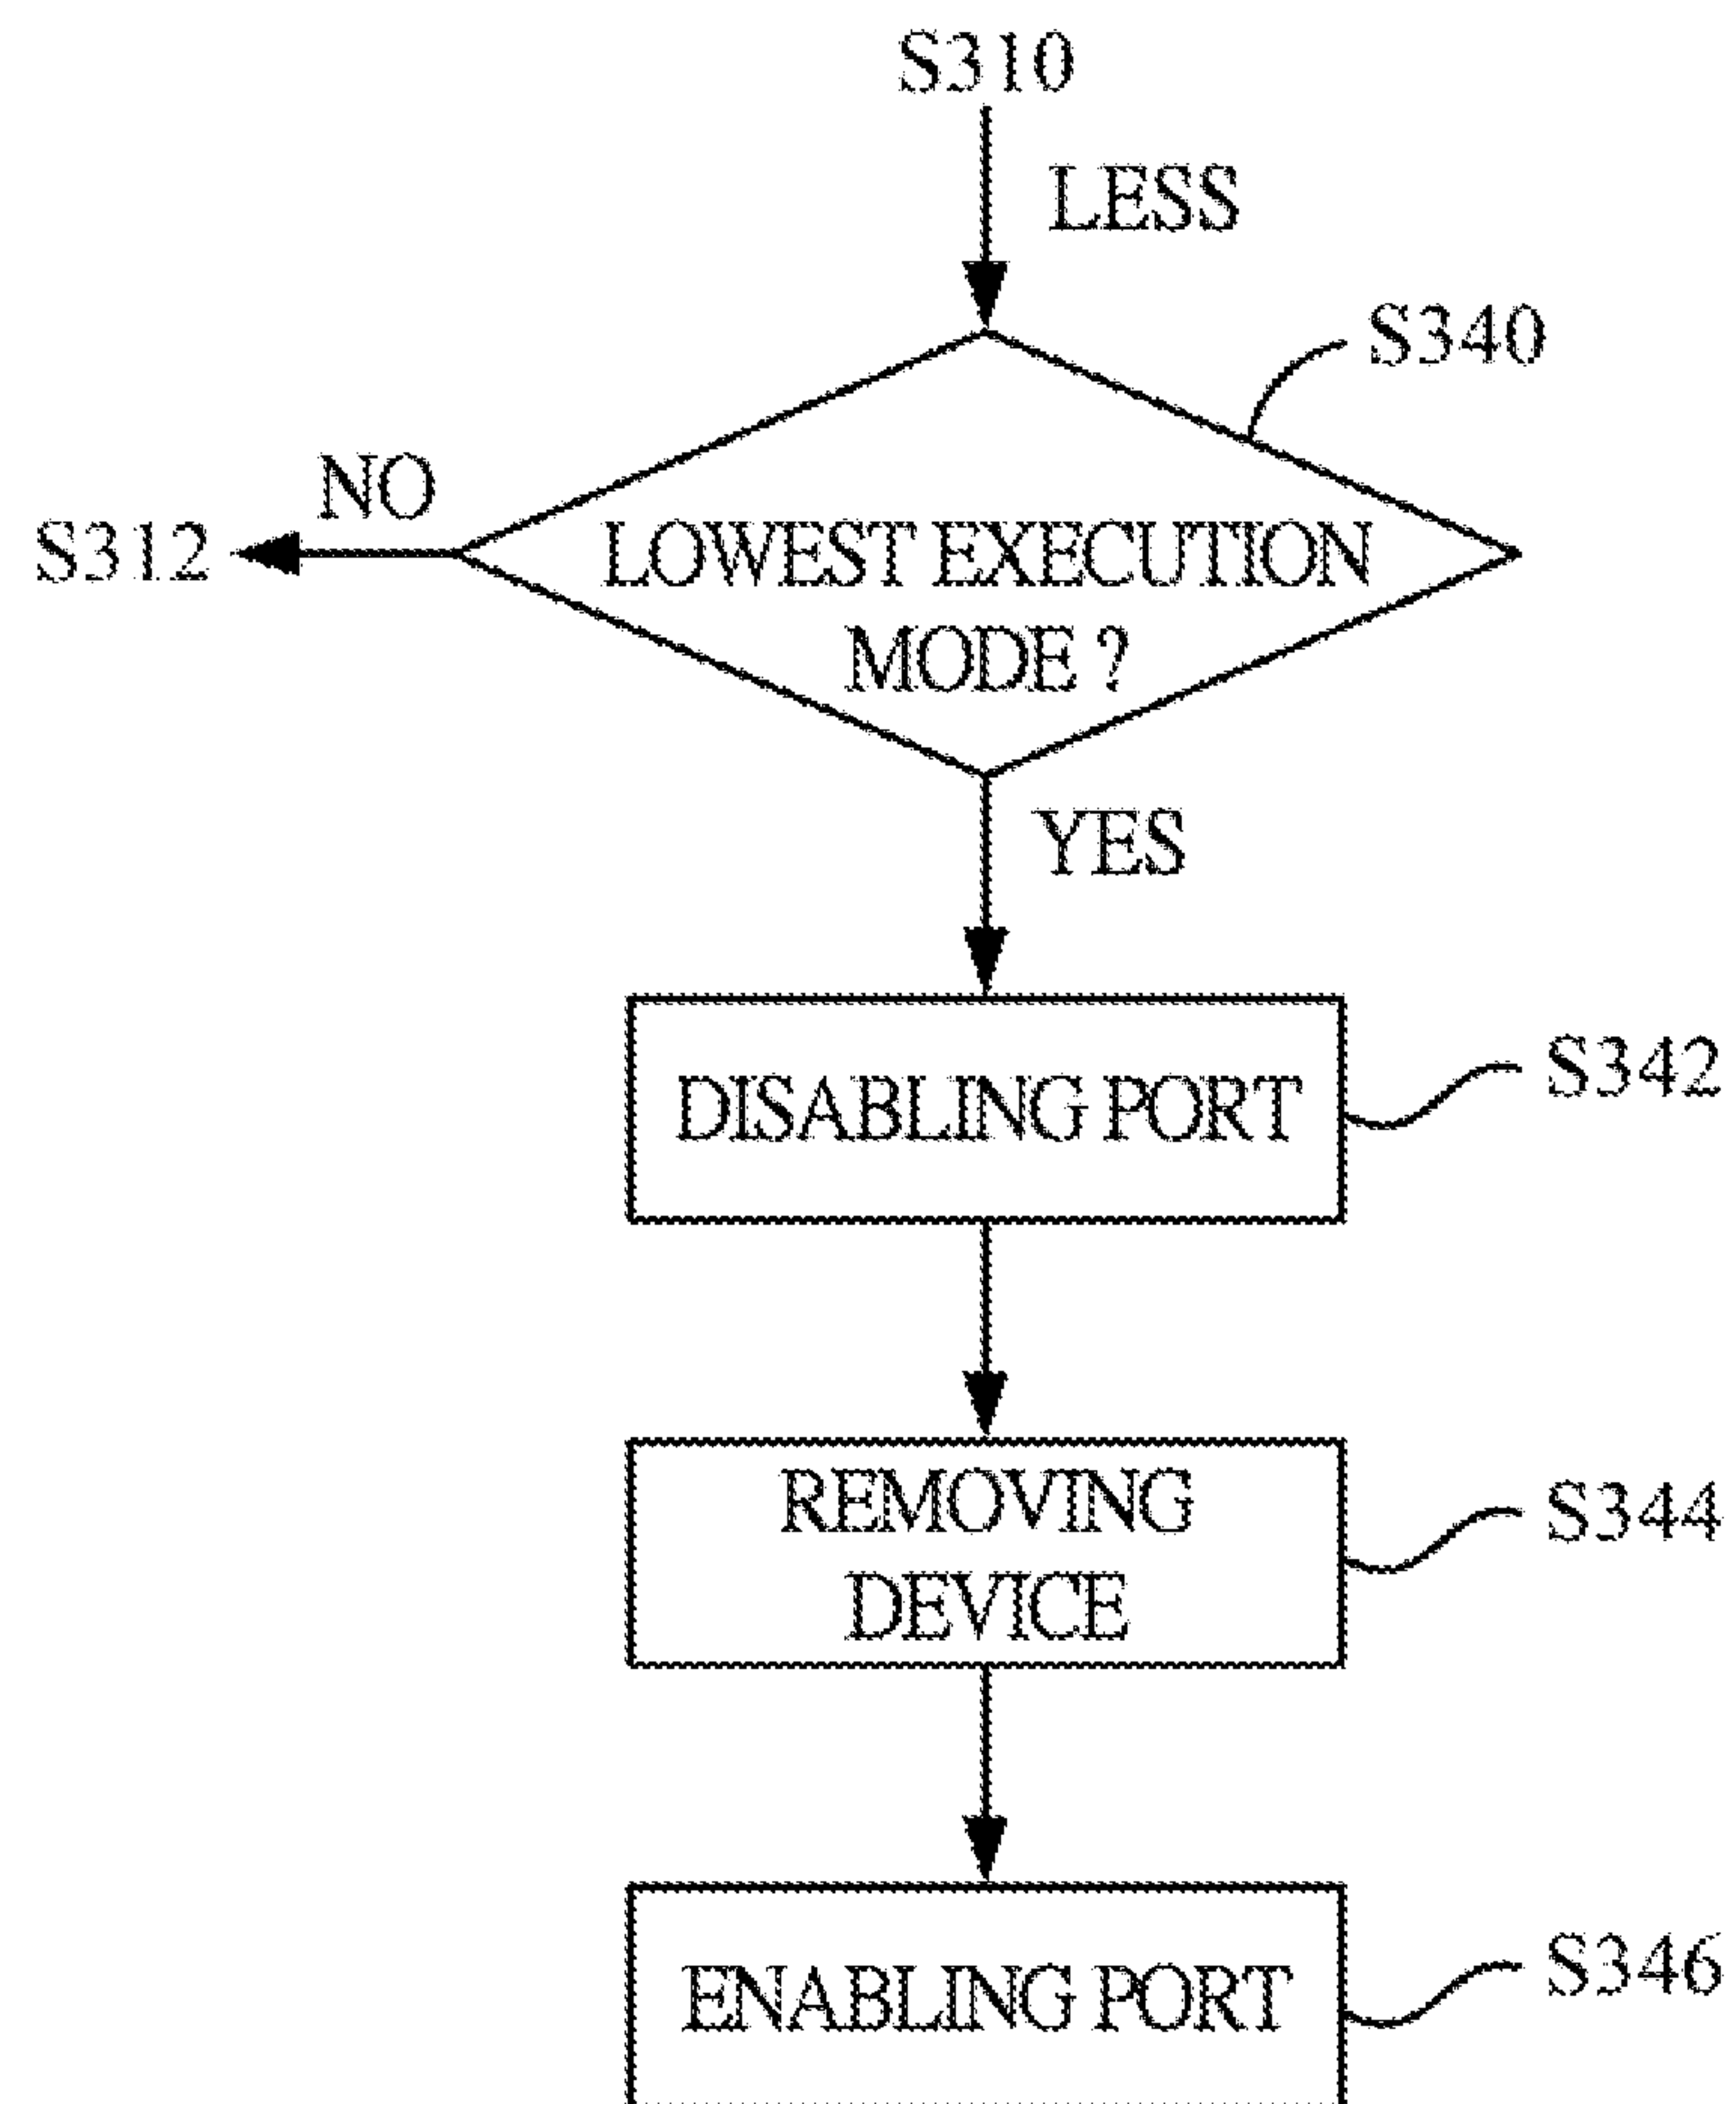 S310
LESS
S340
NO
S312
LOWEST EXECUTION
MODE ?
YES
DISABLING PORT
S342
REMOVING
DEVICE
S344
ENABLING PORT
S346